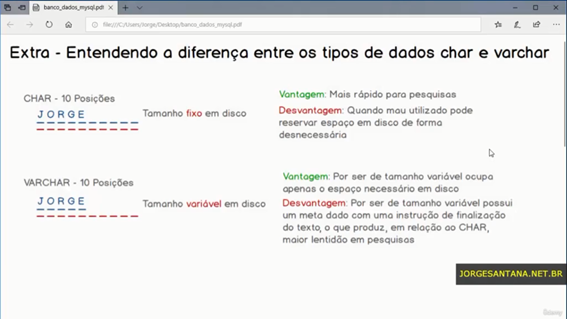 banco_dados_mysql.pdf
file:///C:/Users/Jorge/Desktop/banco_dados_mysql.pdf
Extra - Entendendo a diferença entre os tipos de dados char e varchar
CHAR - 10 Posições
JORGE
Tamanho fixo em disco
Vantagem: Mais rápido para pesquisas
Desvantagem: Quando mau utilizado pode
reservar espaço em disco de forma
desnecessária
VARCHAR - 10 Posições
JORGE
Tamanho variável em disco
Vantagem: Por ser de tamanho variável ocupa
apenas o espaço necessário em disco
Desvantagem: Por ser de tamanho variável possui
um meta dado com uma instrução de finalização
do texto, o que produz, em relação ao CHAR,
maior lentidão em pesquisas
JORGESANTANA.NET.BR
Udemy